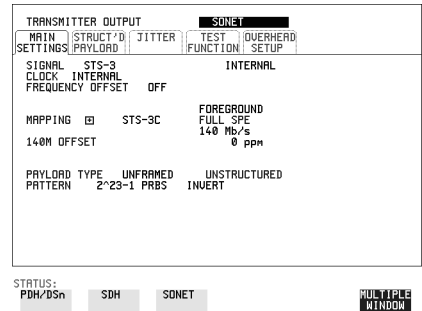 TRANSMITTER OUTPUT SONET
MAIN SETTINGS STRUCT'D PAYLOAD JITTER TEST FUNCTION OVERHEAD SETUP
SIGNAL STS-3 INTERNAL
CLOCK INTERNAL
FREQUENCY OFFSET OFF
FOREGROUND
MAPPING + STS-3C FULL SPE
140 Mb/s
140M OFFSET 0 ppm
PAYLOAD TYPE UNFRAMED UNSTRUCTURED
PATTERN 2^23-1 PRBS INVERT
STATUS:
PDH/DSn SDH SONET MULTIPLE WINDOW